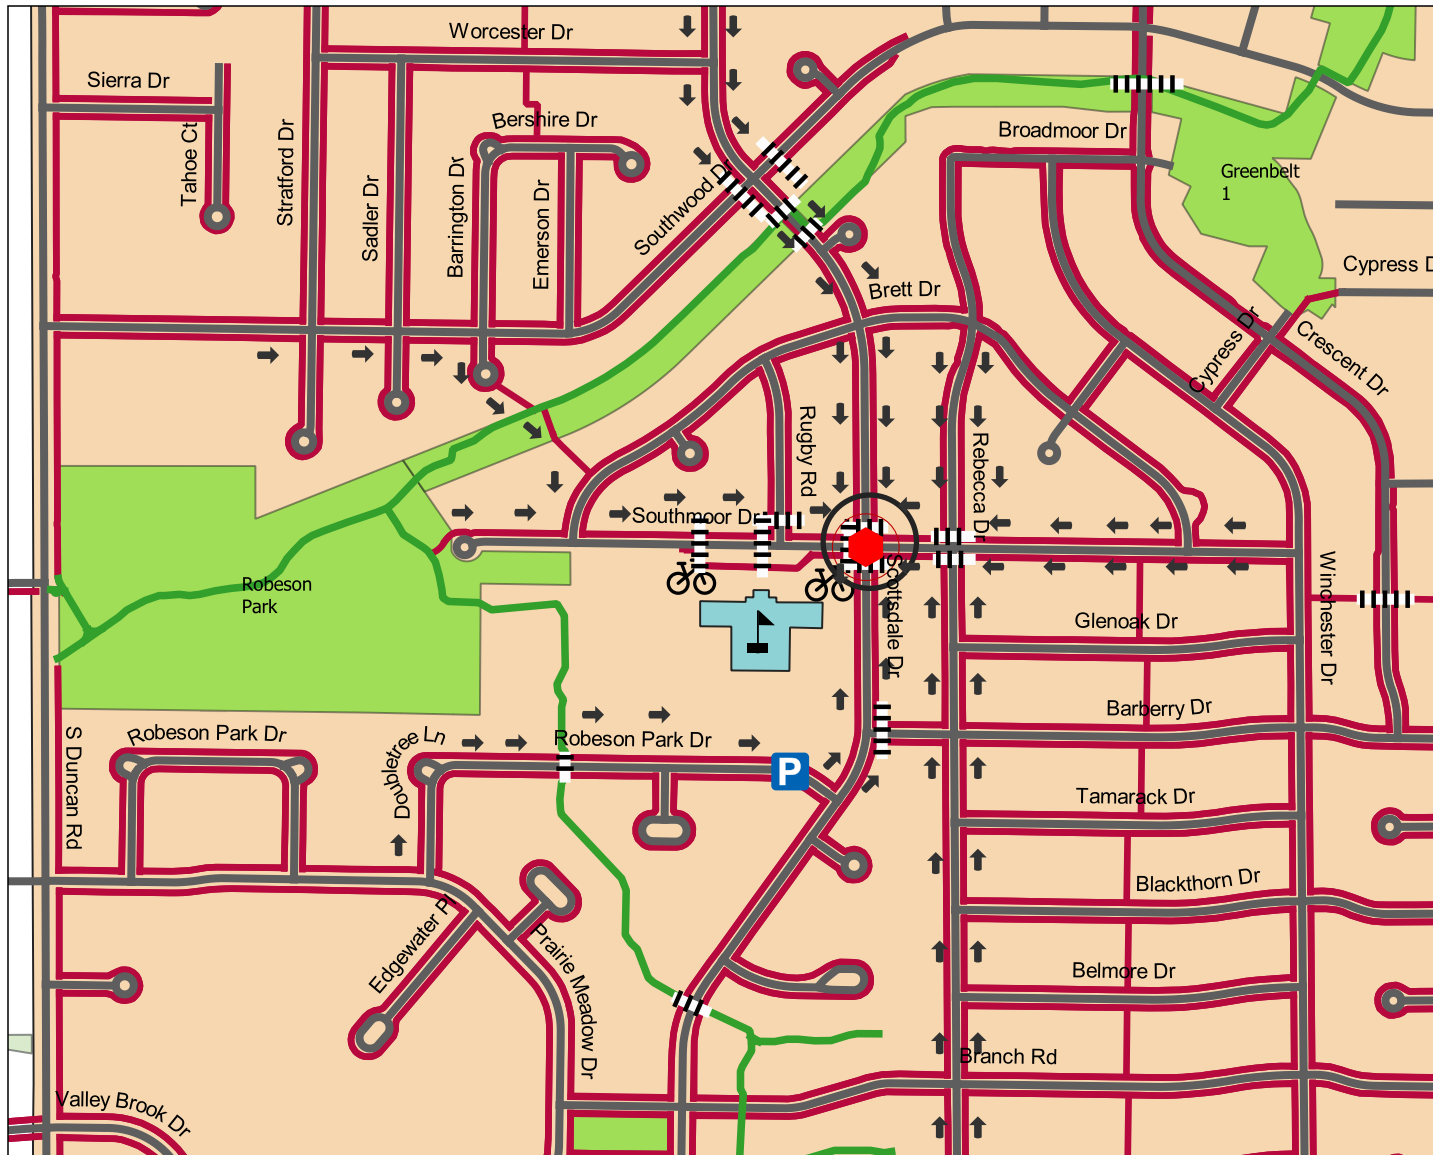 Worcester Dr
Sierra Dr
Bershire Dr
Broadmoor Dr
Tahoe Ct
Stratford Dr
Sadler Dr
Barrington Dr
Emerson Dr
Southwood Dr
Greenbelt
1
Cypress D
Brett Dr
Cypress Dr
Crescent Dr
Rugby Rd
Rebecca Dr
Southmoor Dr
Scottsdale Dr
Winchester Dr
Robeson
Park
Glenoak Dr
Barberry Dr
S Duncan Rd
Robeson Park Dr
Doubletree Ln
Robeson Park Dr
P
Tamarack Dr
Blackthorn Dr
Edgewater Pl
Prairie Meadow Dr
Belmore Dr
Branch Rd
Valley Brook Dr